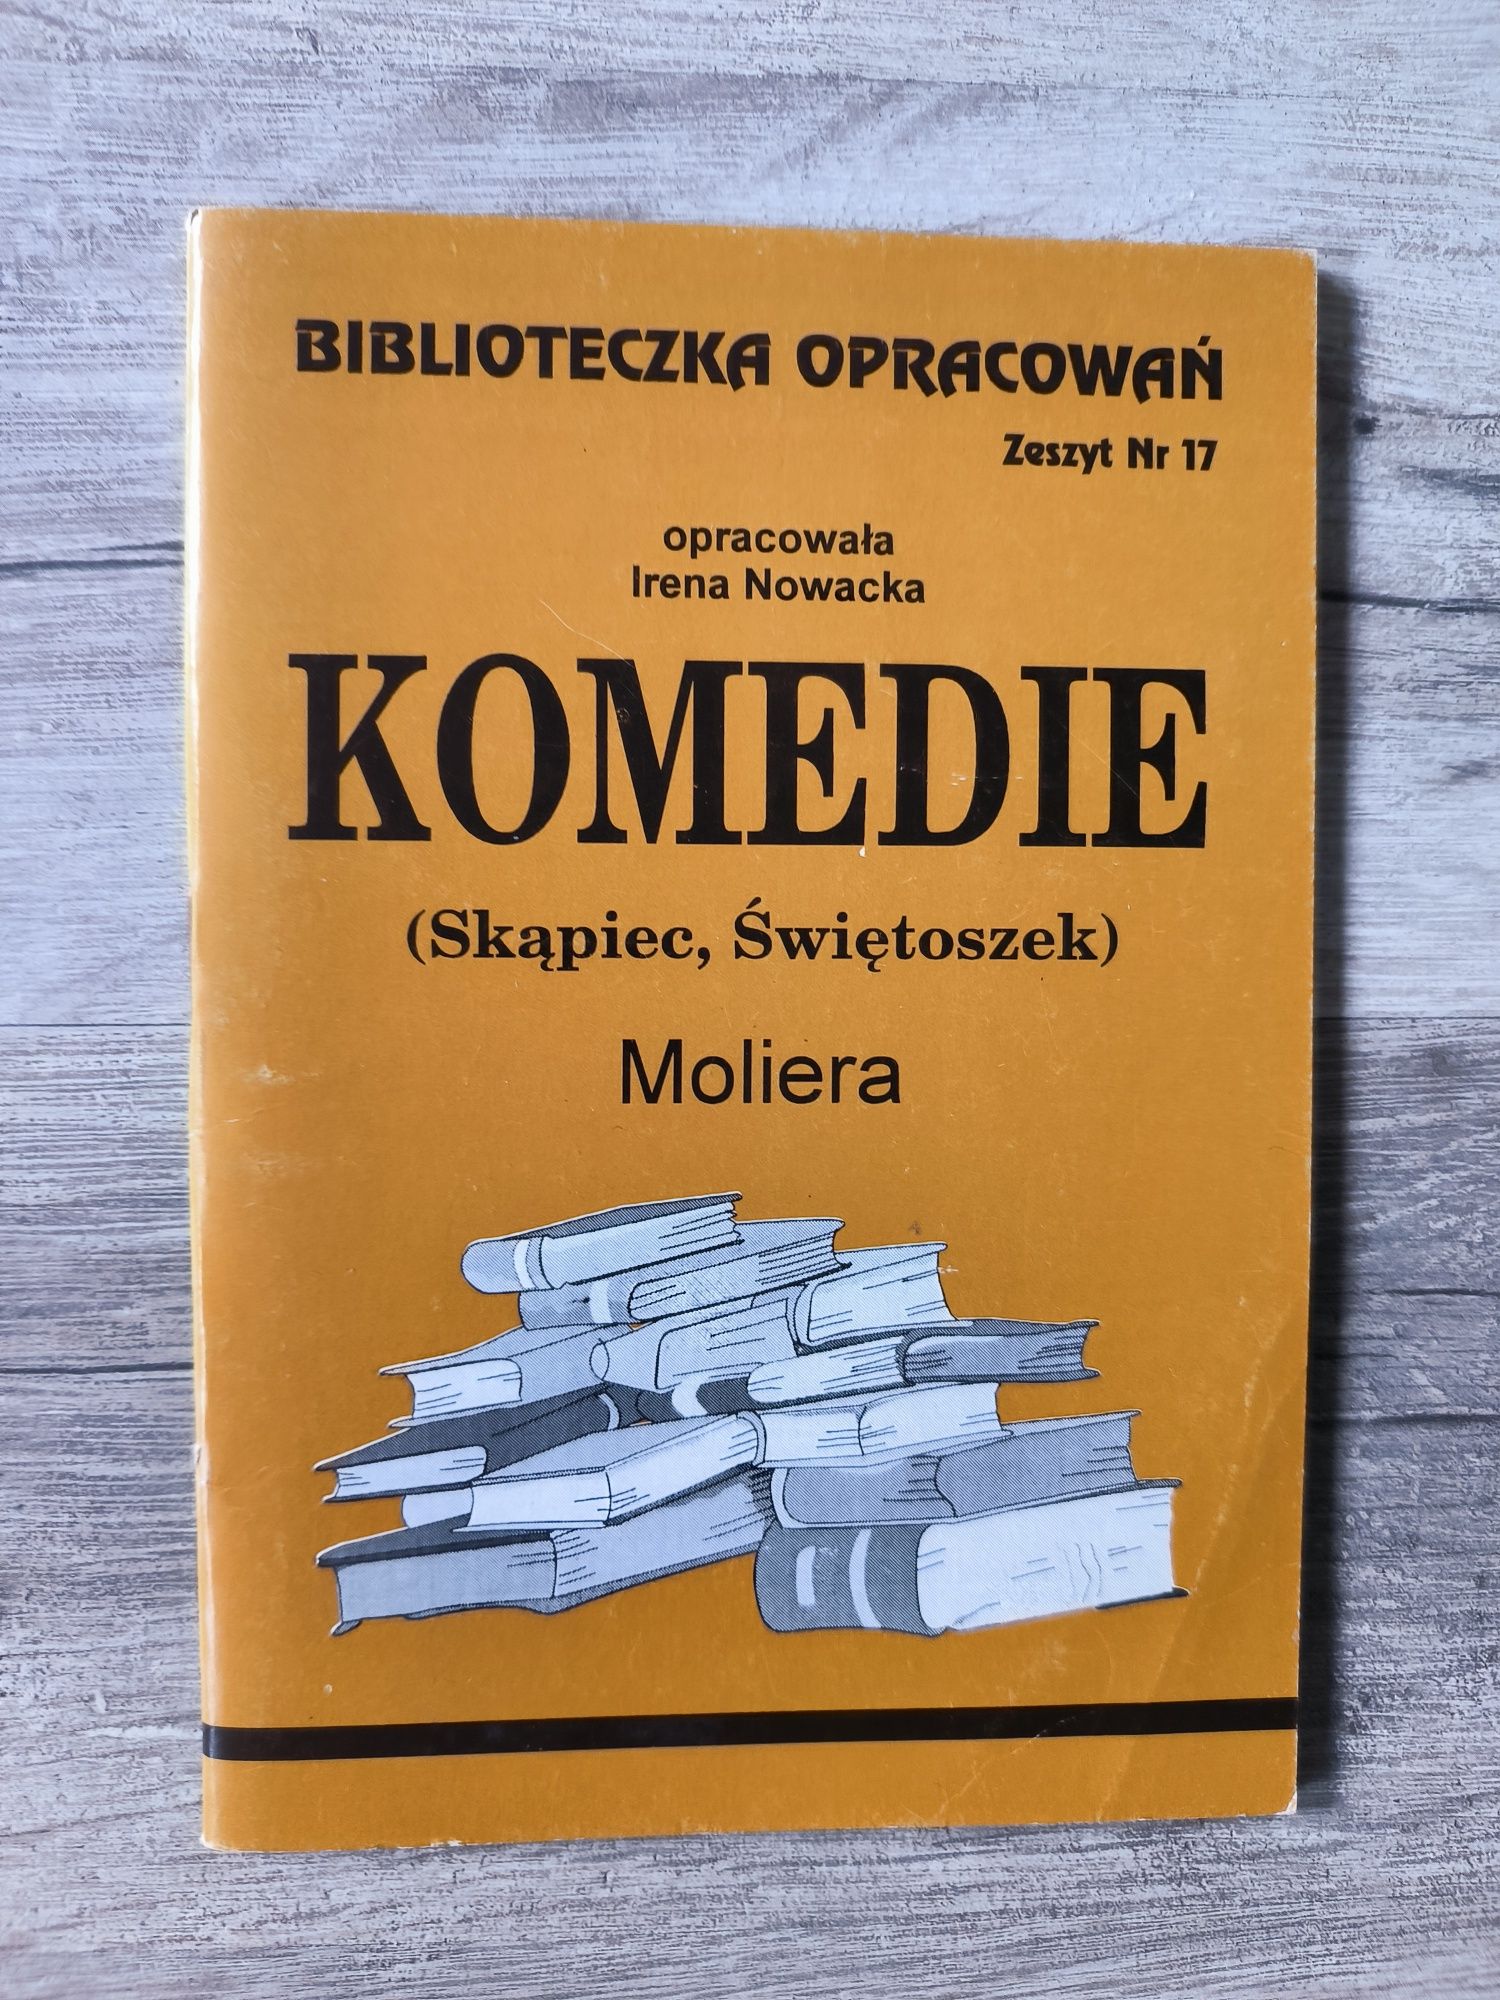 BIBLIOTECZKA OPRACOWAŃ
Zeszyt Nr 17
opracowała
Irena Nowacka
KOMEDIE
(Skąpiec, Świętoszek)
Moliera